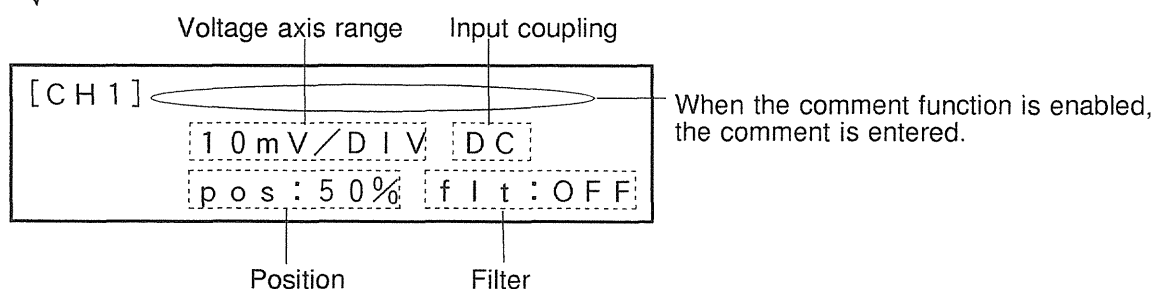 Voltage axis range Input coupling
[CH1]
When the comment function is enabled,
the comment is entered.
10mV/DIV DC
pos:50% flt:OFF
Position Filter